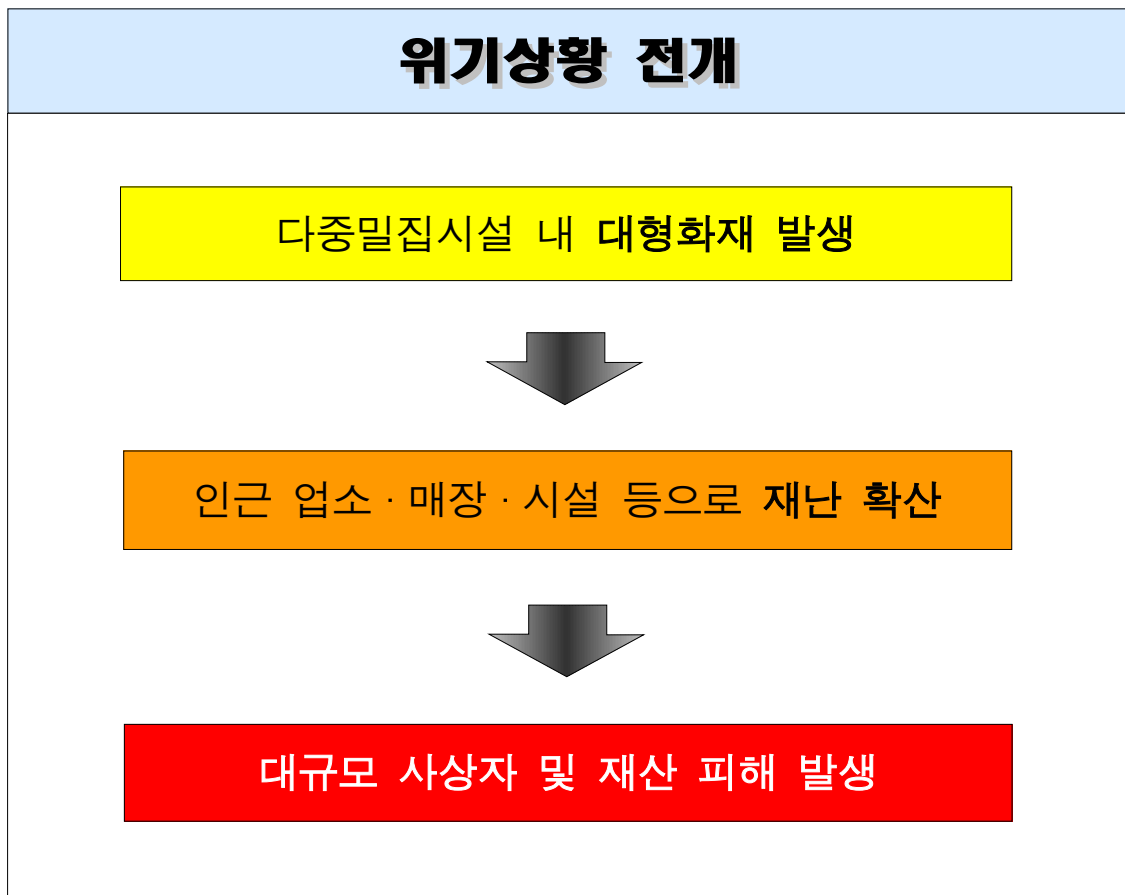 위기상황 전개
다중밀집시설 내 대형화재 발생
인근 업소 · 매장 · 시설 등으로 재난 확산
대규모 사상자 및 재산 피해 발생